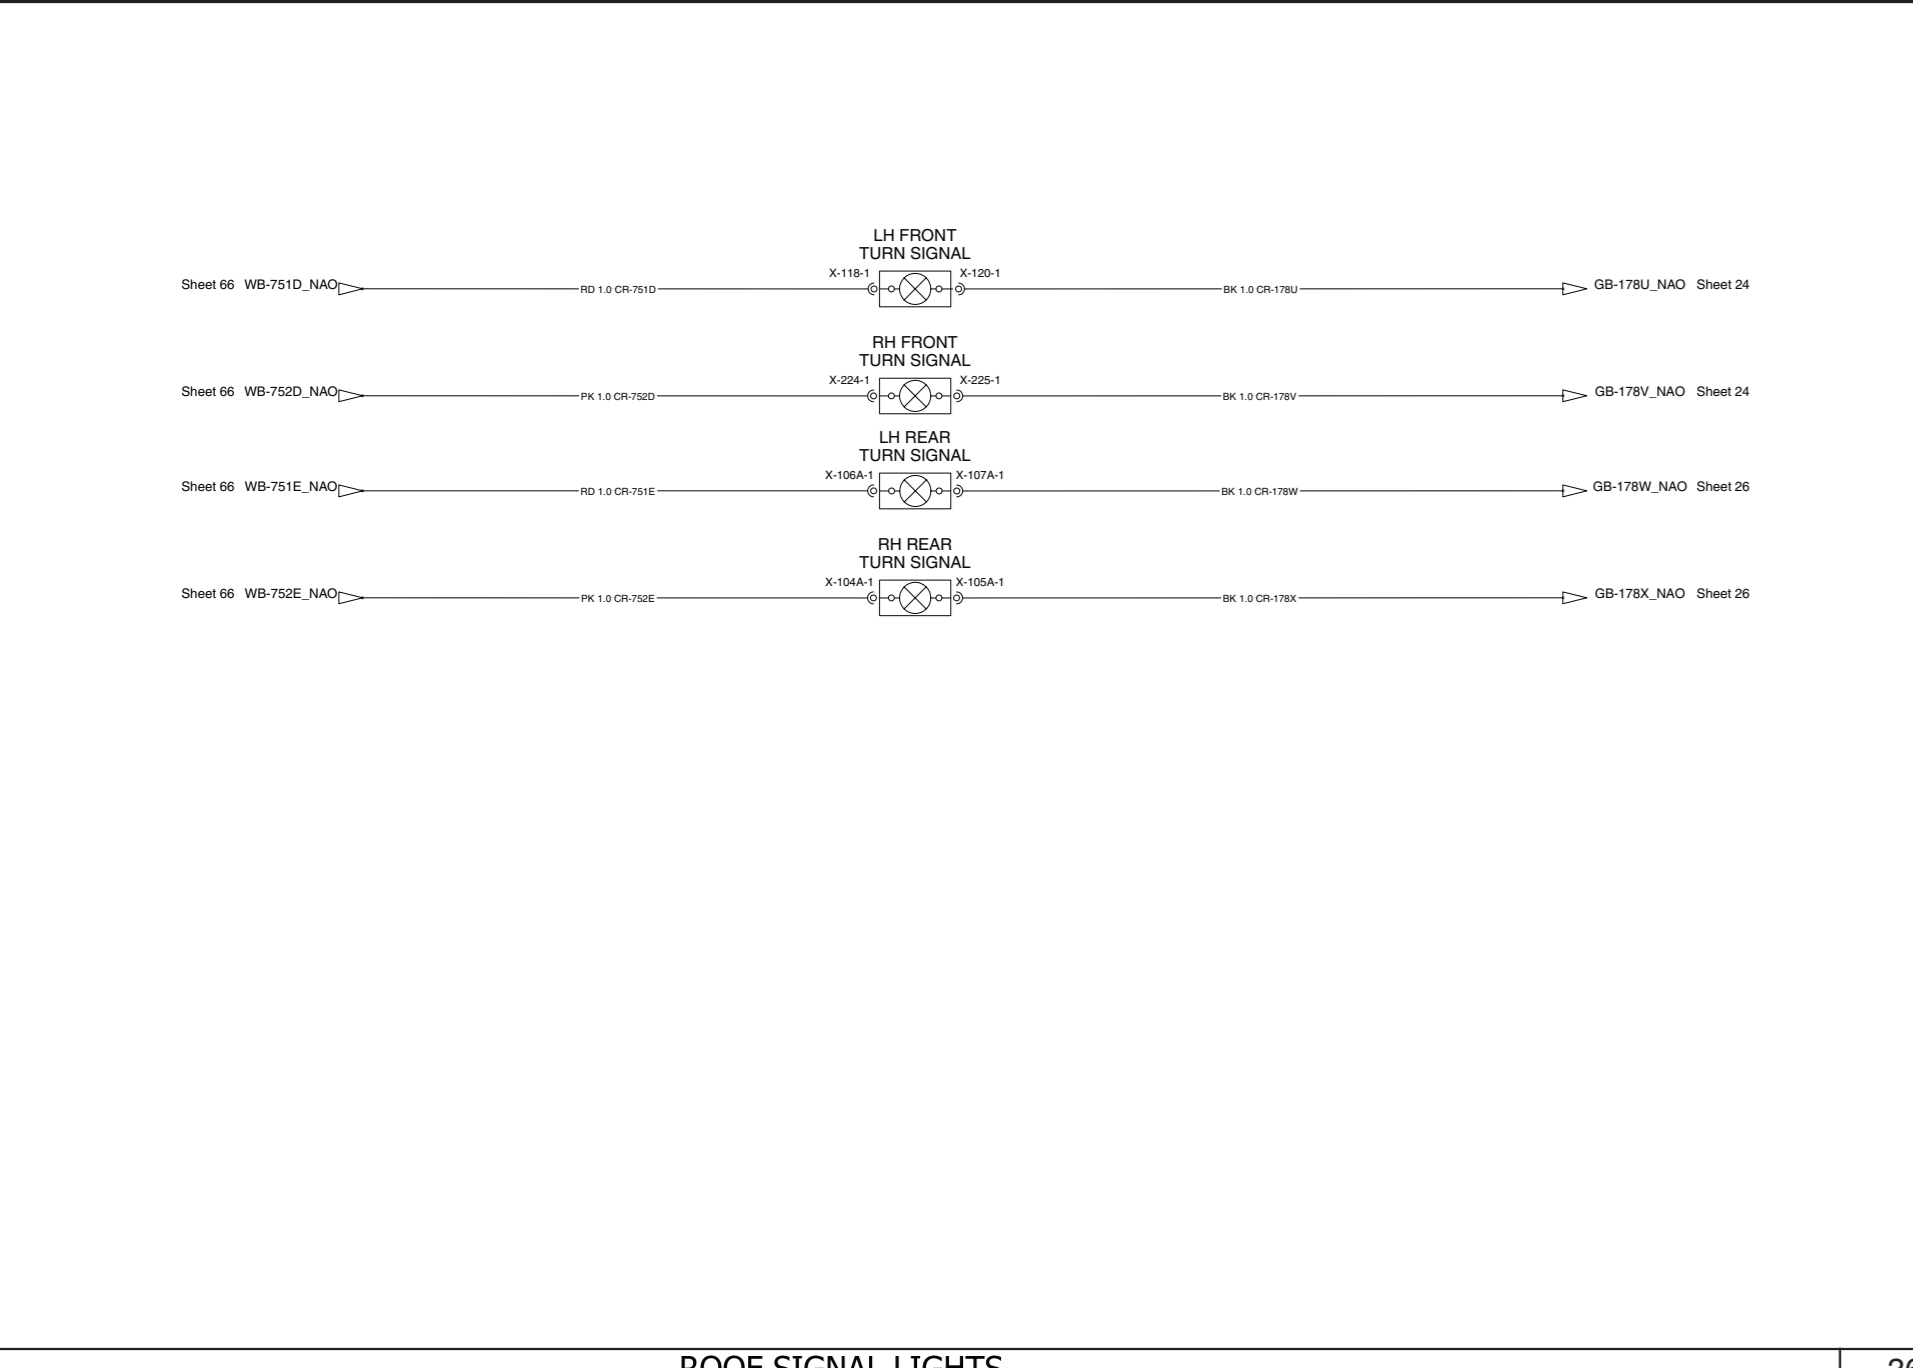 LH FRONT
TURN SIGNAL
X-118-1 X-120-1
Sheet 66 WB-751D_NAO RD 1.0 CR-751D BK 1.0 CR-178U GB-178U_NAO Sheet 24
RH FRONT
TURN SIGNAL
X-224-1 X-225-1
Sheet 66 WB-752D_NAO PK 1.0 CR-752D BK 1.0 CR-178V GB-178V_NAO Sheet 24
LH REAR
TURN SIGNAL
X-106A-1 X-107A-1
Sheet 66 WB-751E_NAO RD 1.0 CR-751E BK 1.0 CR-178W GB-178W_NAO Sheet 26
RH REAR
TURN SIGNAL
X-104A-1 X-105A-1
Sheet 66 WB-752E_NAO PK 1.0 CR-752E BK 1.0 CR-178X GB-178X_NAO Sheet 26
ROOF SIGNAL LIGHTS